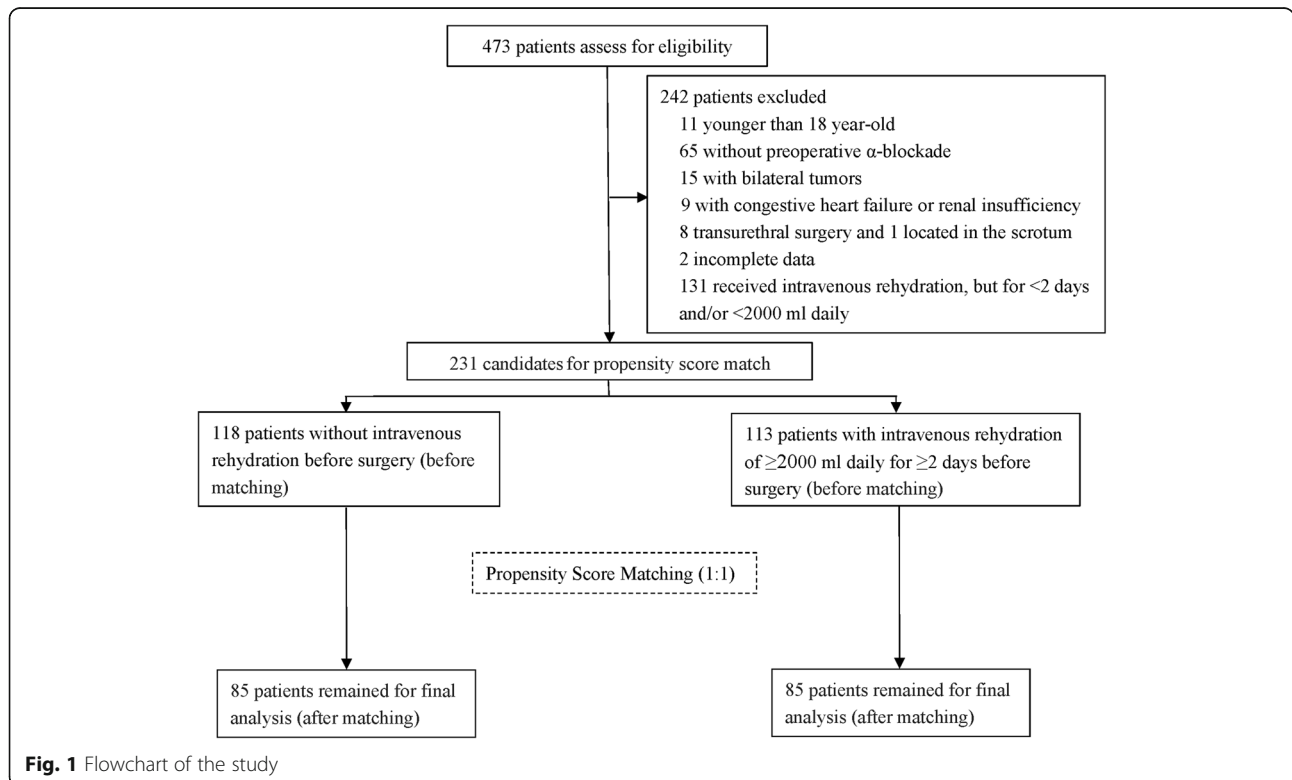 473 patients assess for eligibility
242 patients excluded
11 younger than 18 year-old
65 without preoperative α-blockade
15 with bilateral tumors
9 with congestive heart failure or renal insufficiency
8 transurethral surgery and 1 located in the scrotum
2 incomplete data
131 received intravenous rehydration, but for <2 days
and/or <2000 ml daily
231 candidates for propensity score match
118 patients without intravenous
rehydration before surgery (before
matching)
113 patients with intravenous rehydration
of ≥2000 ml daily for ≥2 days before
surgery (before matching)
Propensity Score Matching (1:1)
85 patients remained for final
analysis (after matching)
85 patients remained for final
analysis (after matching)
Fig. 1 Flowchart of the study